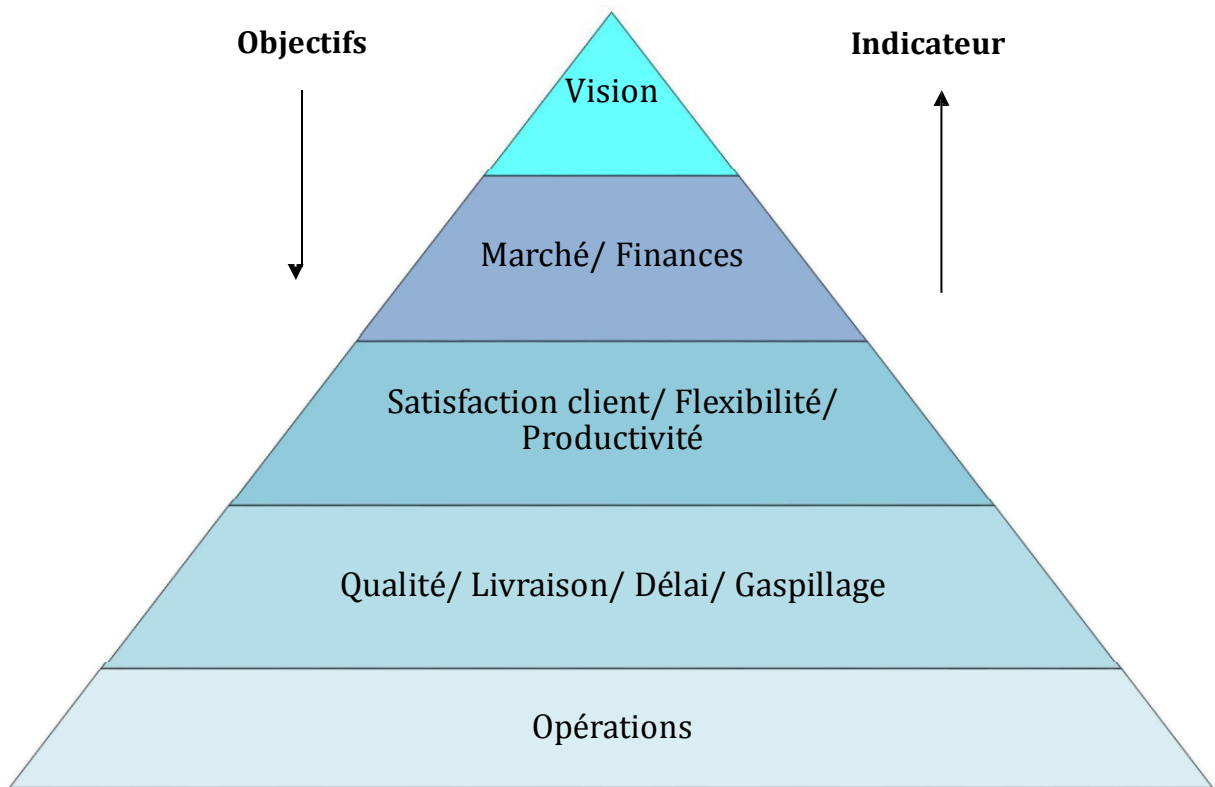 Objectifs
Indicateur
Vision
Marché/ Finances
Satisfaction client/ Flexibilité/
Productivité
Qualité/ Livraison/ Délai/ Gaspillage
Opérations